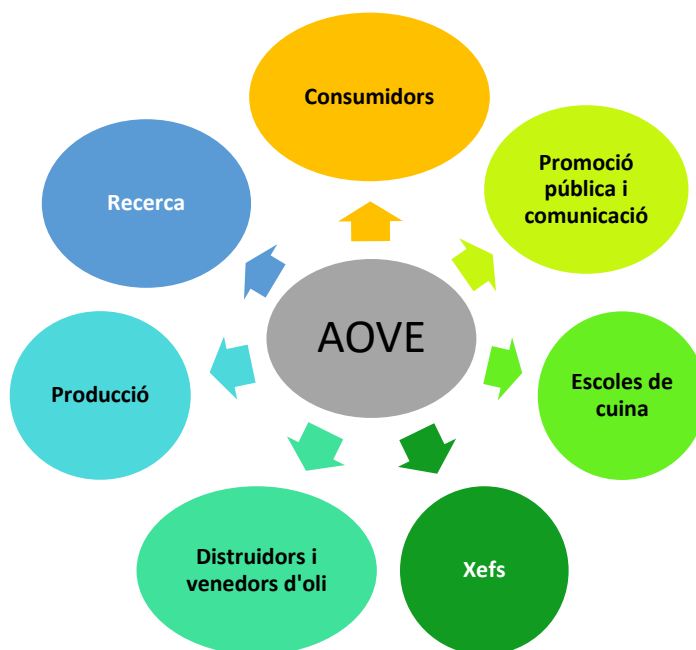 Consumidors
Promoció
pública i
comunicació
Recerca
AOVE
Producció
Escoles de
cuina
Distruidors i
venedors d'oli
Xefs